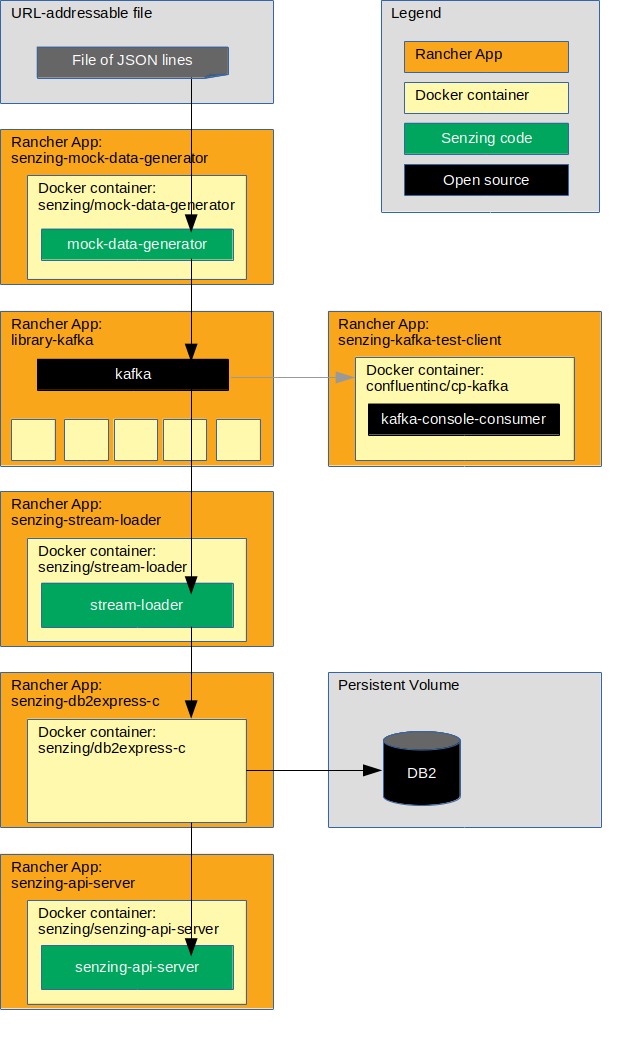 URL-addressable file
File of JSON lines
Legend
Rancher App
Docker container
Senzing code
Open source
Rancher App:
senzing-mock-data-generator
Docker container:
senzing/mock-data-generator
mock-data-generator
Rancher App:
library-kafka
kafka
Rancher App:
senzing-kafka-test-client
Docker container:
confluentinc/cp-kafka
kafka-console-consumer
Rancher App:
senzing-stream-loader
Docker container:
senzing/stream-loader
stream-loader
Rancher App:
senzing-db2express-c
Docker container:
senzing/db2express-c
Persistent Volume
DB2
Rancher App:
senzing-api-server
Docker container:
senzing/senzing-api-server
senzing-api-server